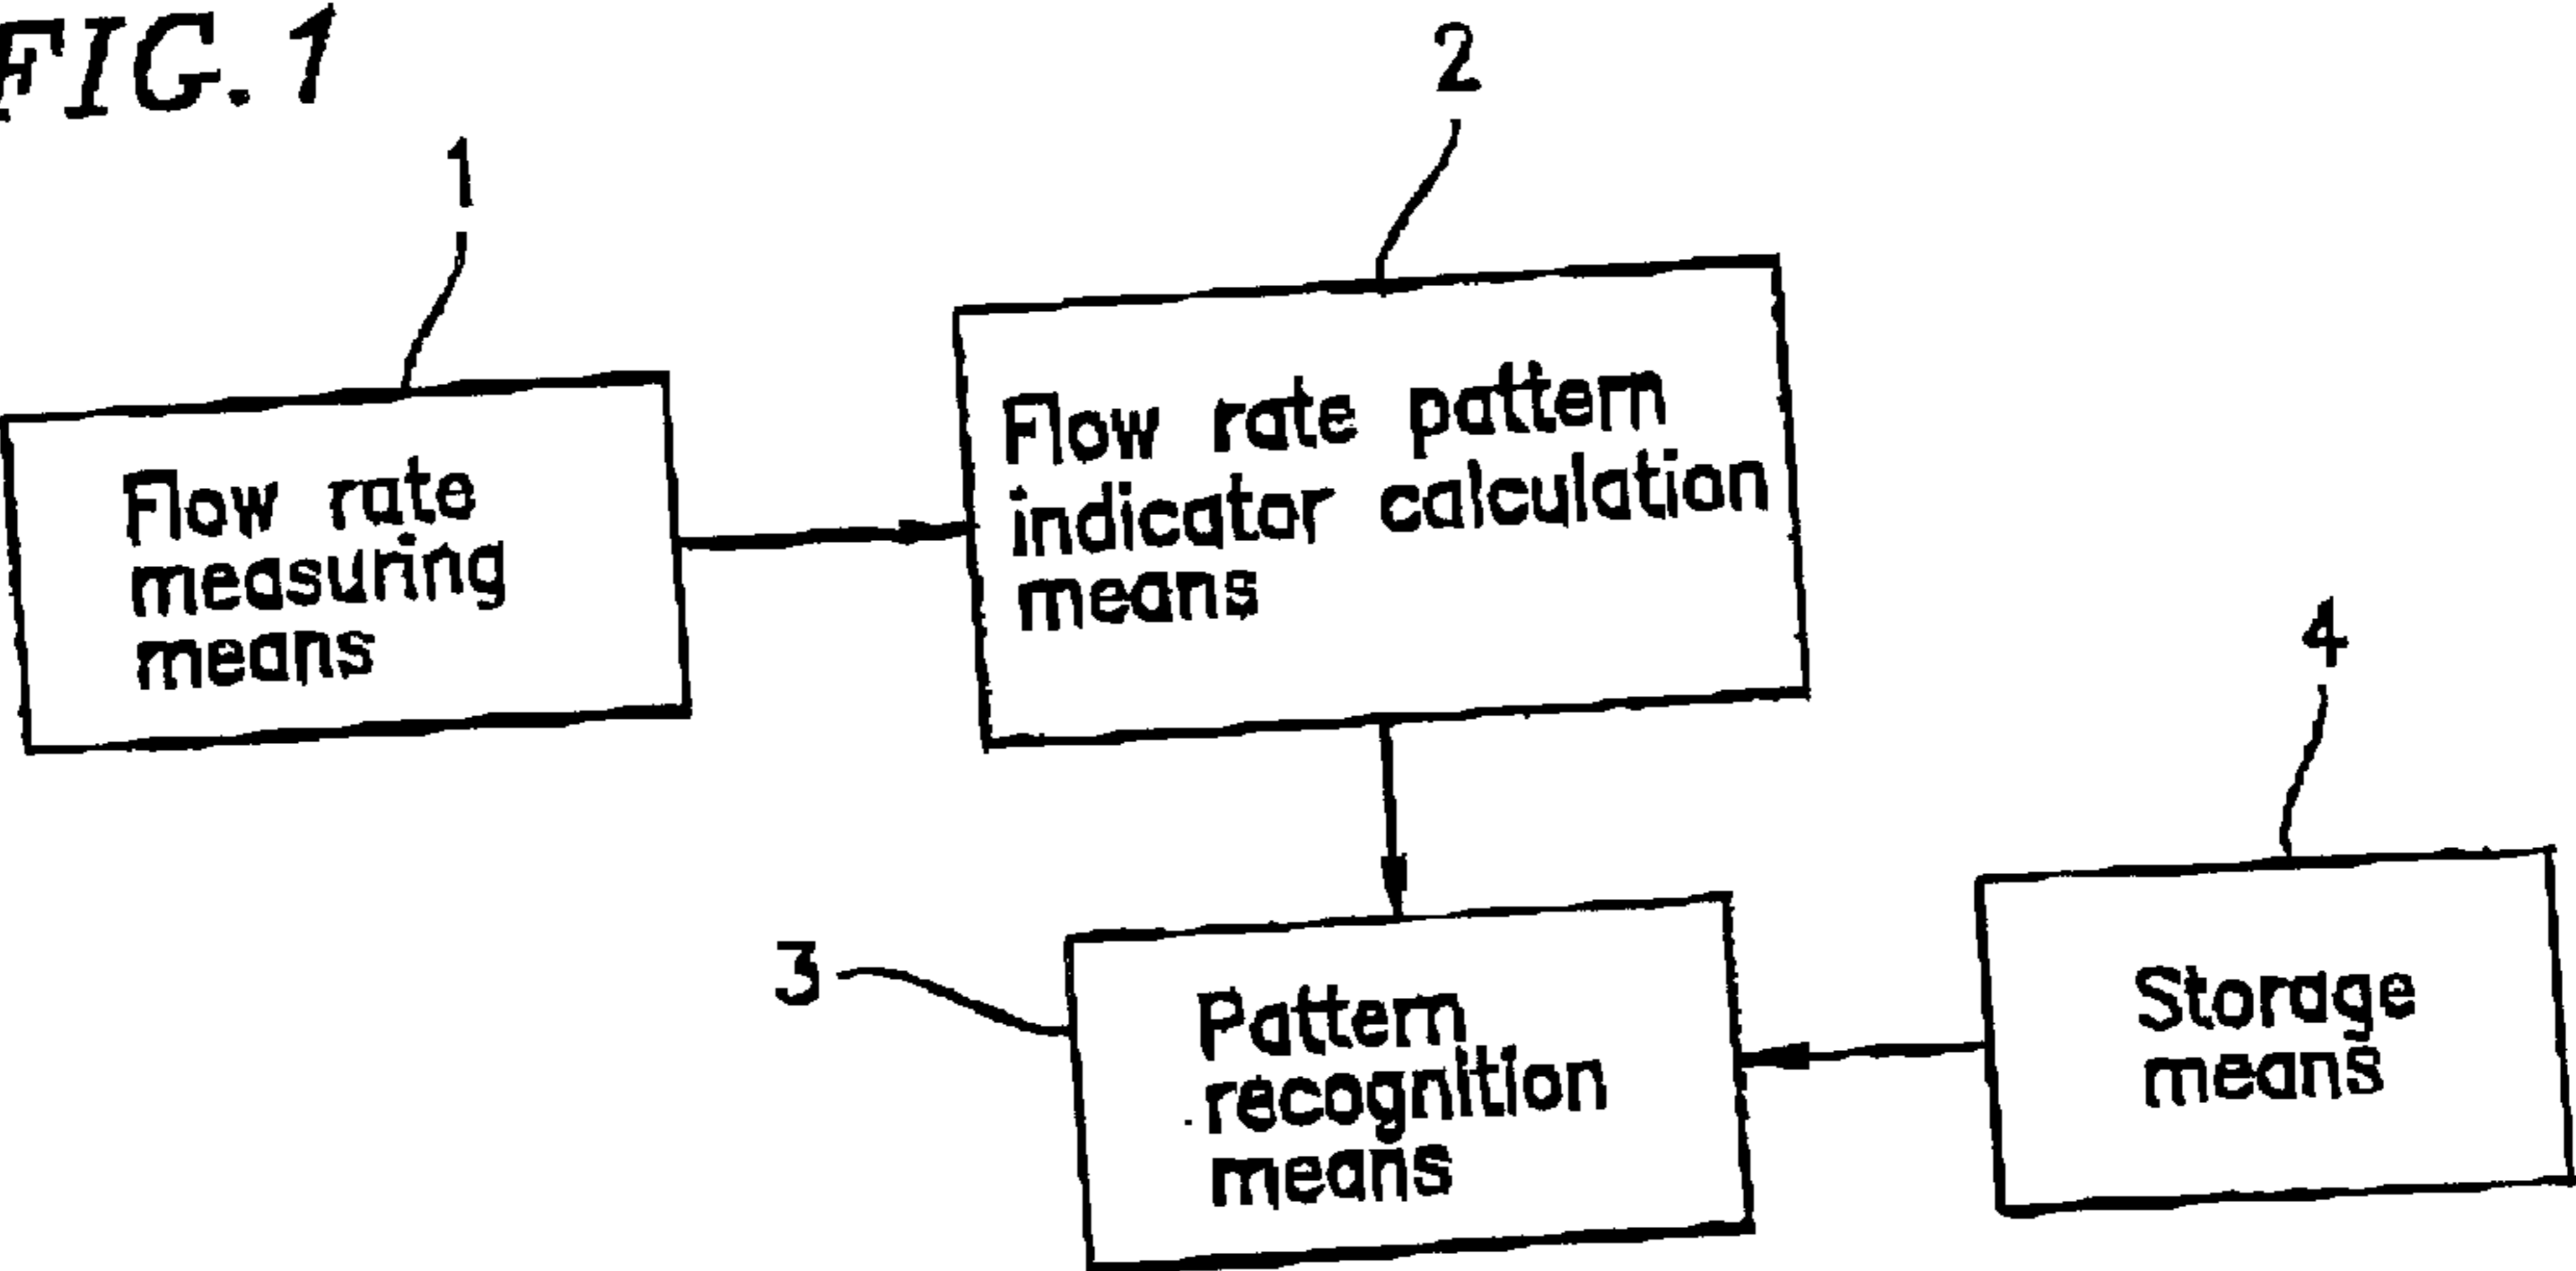 FIG. 1
1
2
Flow rate
measuring
means
Flow rate pattern
indicator calculation
means
4
3
Pattern
recognition
means
Storage
means